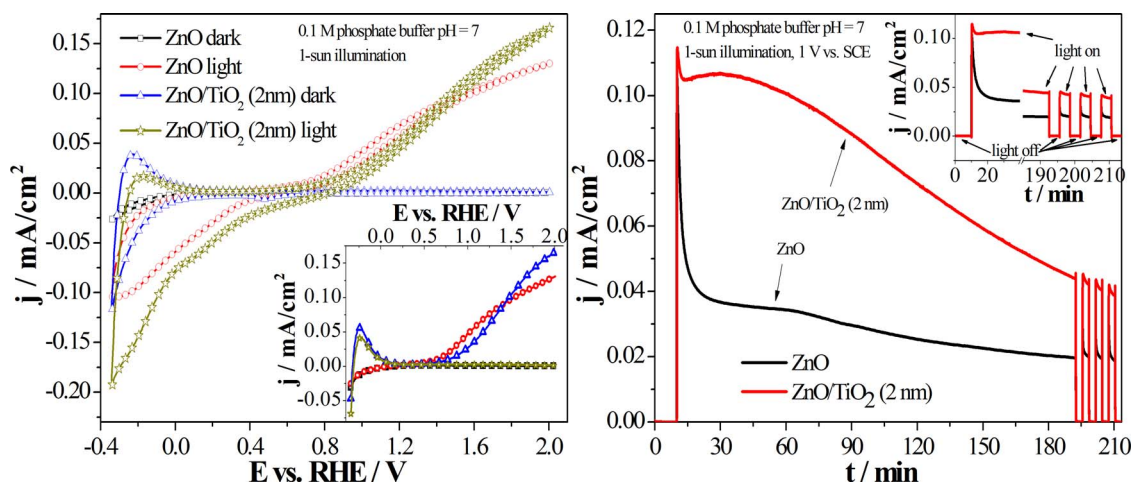 0.1 M phosphate buffer pH = 7
1-sun illumination
ZnO dark
ZnO light
ZnO/TiO2 (2nm) dark
ZnO/TiO2 (2nm) light
j / mA/cm2
0.15
0.10
0.05
0.00
-0.05
-0.10
-0.15
-0.20
-0.4
0.0
0.4
0.8
1.2
1.6
2.0
E vs. RHE / V
E vs. RHE / V
0.0
0.5
1.0
1.5
2.0
j / mA/cm2
0.15
0.10
0.05
0.00
-0.05
0.1 M phosphate buffer pH = 7
1-sun illumination, 1 V vs. SCE
j / mA/cm2
0.12
0.10
0.08
0.06
0.04
0.02
0.00
0
30
60
90
120
150
180
210
t / min
ZnO/TiO2 (2 nm)
ZnO
ZnO
ZnO/TiO2 (2 nm)
j / mA/cm2
0.10
0.05
0.00
light on
light off
0
20
190
200
210
t / min